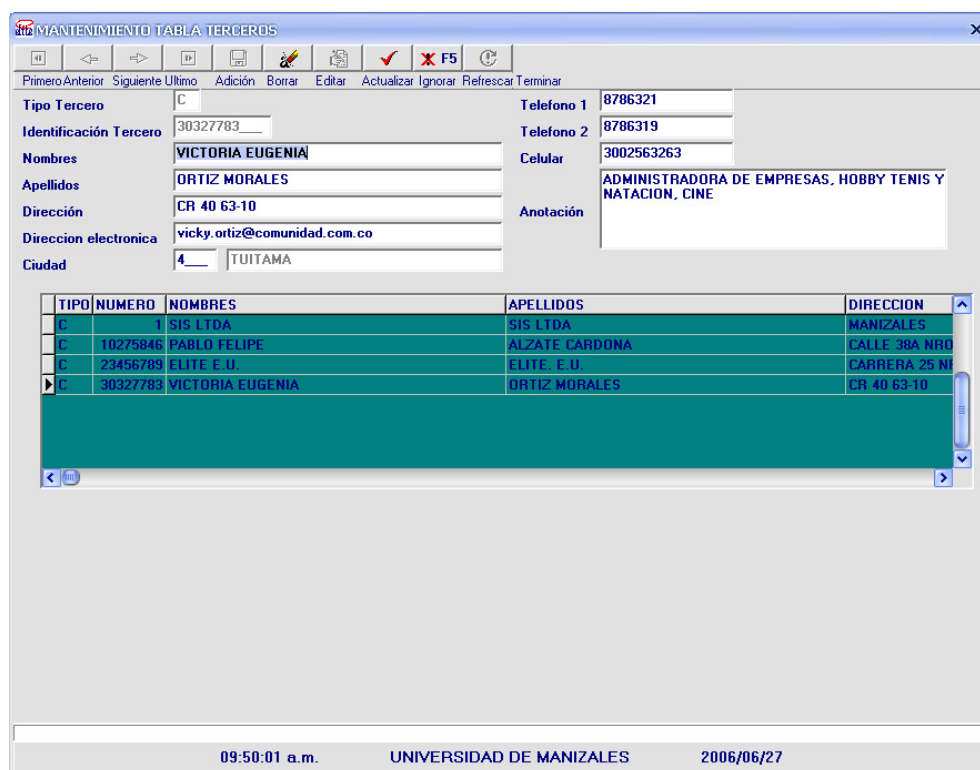 MANTENIMIENTO TABLA TERCEROS
F5
Primero Anterior Siguiente Ultimo Adición Borrar Editar Actualizar Ignorar Refrescar Terminar
Tipo Tercero C Telefono 1 8786321
Identificación Tercero 30327783___ Telefono 2 8786319
Nombres VICTORIA EUGENIA Celular 3002563263
Apellidos ORTIZ MORALES
Dirección CR 40 63-10
Anotación ADMINISTRADORA DE EMPRESAS, HOBBY TENIS Y
NATACION, CINE
Direccion electronica vicky.ortiz@comunidad.com.co
Ciudad 4___ TUITAMA
TIPO NUMERO NOMBRES APELLIDOS DIRECCION
C 1 SIS LTDA SIS LTDA MANIZALES
C 10275846 PABLO FELIPE ALZATE CARDONA CALLE 38A NRO
C 23456789 ELITE E.U. ELITE. E.U. CARRERA 25 NR
C 30327783 VICTORIA EUGENIA ORTIZ MORALES CR 40 63-10
09:50:01 a.m. UNIVERSIDAD DE MANIZALES 2006/06/27